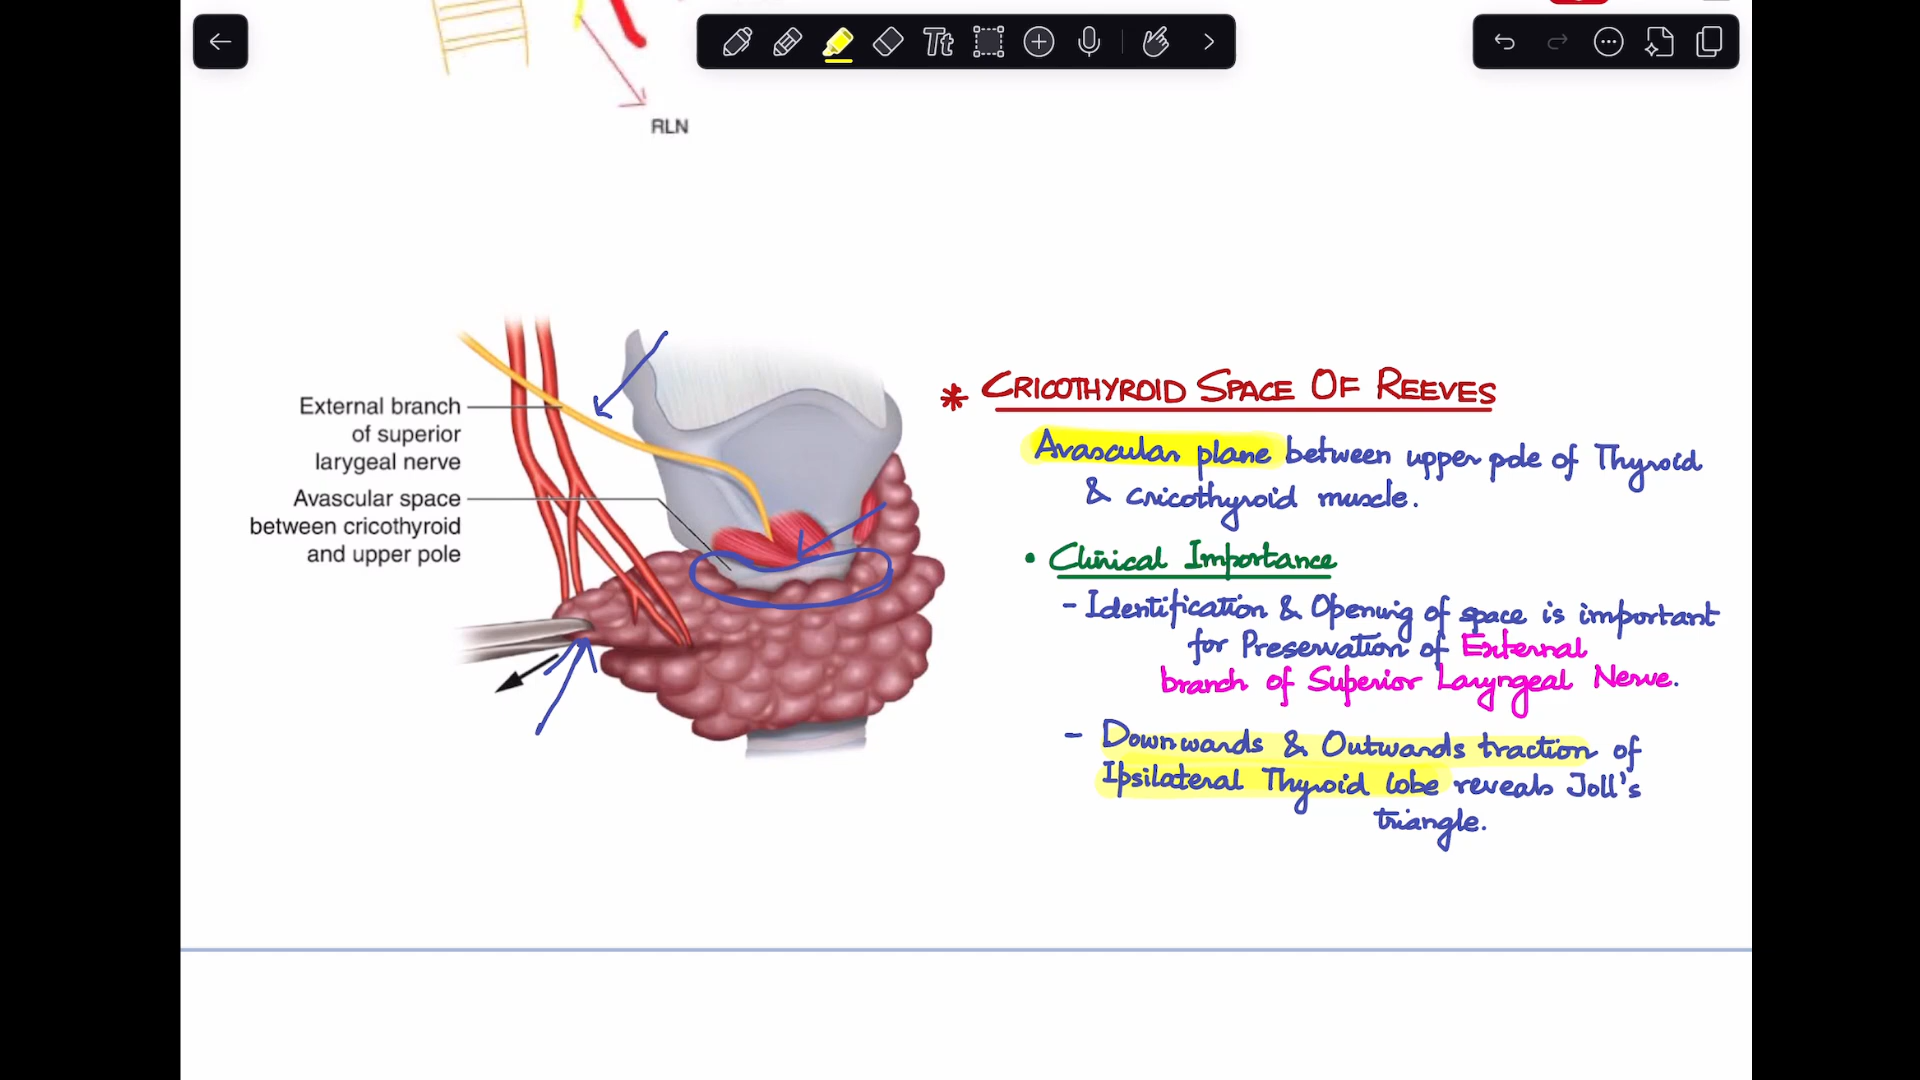 Tt
RLN
External branch
of superior
larygeal nerve
Avascular space
between cricothyroid
and upper pole
* CRICOTHYROID SPACE OF REEVES
Avascular plane between upper pole of Thyroid
& cricothyroid muscle.
• Clinical Importance
- Identification & Opening of space is important
for Preservation of External
branch of Superior Laryngeal Nerve.
- Downwards & Outwards traction of
Ipsilateral Thyroid lobe reveals Joll's
triangle.